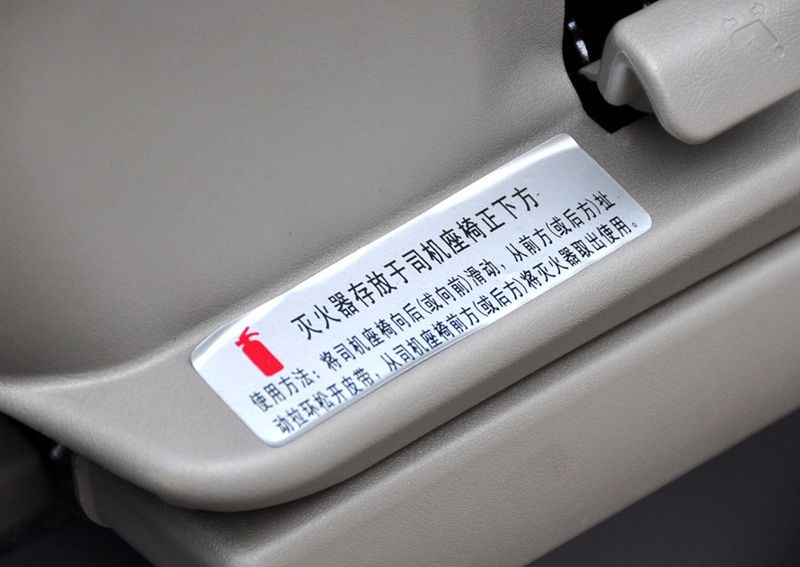 灭火器存放于司机座椅正下方
使用方法：将司机座椅向后(或向前)滑动，从前方(或后方)址
动拉环松开皮带，从司机座椅前方(或后方)将灭火器取出使用。